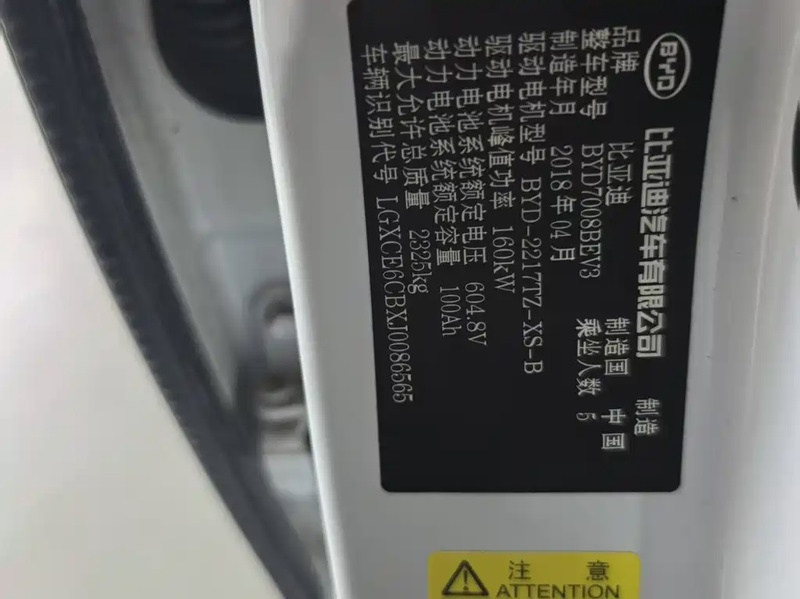 BYD 比亚迪汽车有限公司 制造
品牌 比亚迪 制造国 中国
整车型号 BYD7008BEV3 乘坐人数 5
制造年月 2018年04月
驱动电机型号 BYD-2217TZ-XS-B
驱动电机峰值功率 160kW
动力电池系统额定电压 604.8V
动力电池系统额定容量 100Ah
最大允许总质量 2325kg
车辆识别代号 LGXCE6CBXJ0086565
注 意
ATTENTION